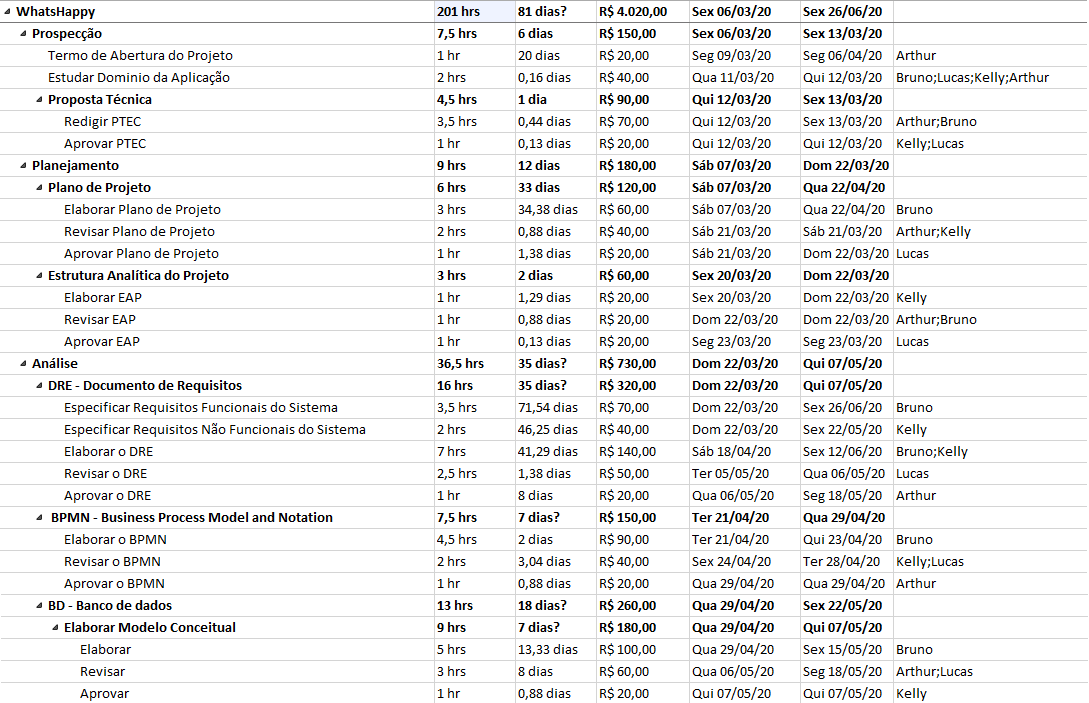 WhatsHappy 201 hrs 81 dias? R$ 4.020,00 Sex 06/03/20 Sex 26/06/20
Prospecção 7,5 hrs 6 dias R$ 150,00 Sex 06/03/20 Sex 13/03/20
Termo de Abertura do Projeto 1 hr 20 dias R$ 20,00 Seg 09/03/20 Seg 06/04/20 Arthur
Estudar Dominio da Aplicação 2 hrs 0,16 dias R$ 40,00 Qua 11/03/20 Qui 12/03/20 Bruno;Lucas;Kelly;Arthur
Proposta Técnica 4,5 hrs 1 dia R$ 90,00 Qui 12/03/20 Sex 13/03/20
Redigir PTEC 3,5 hrs 0,44 dias R$ 70,00 Qui 12/03/20 Sex 13/03/20 Arthur;Bruno
Aprovar PTEC 1 hr 0,13 dias R$ 20,00 Qui 12/03/20 Qui 12/03/20 Kelly;Lucas
Planejamento 9 hrs 12 dias R$ 180,00 Sáb 07/03/20 Dom 22/03/20
Plano de Projeto 6 hrs 33 dias R$ 120,00 Sáb 07/03/20 Qua 22/04/20
Elaborar Plano de Projeto 3 hrs 34,38 dias R$ 60,00 Sáb 07/03/20 Qua 22/04/20 Bruno
Revisar Plano de Projeto 2 hrs 0,88 dias R$ 40,00 Sáb 21/03/20 Sáb 21/03/20 Arthur;Kelly
Aprovar Plano de Projeto 1 hr 1,38 dias R$ 20,00 Sáb 21/03/20 Dom 22/03/20 Lucas
Estrutura Analítica do Projeto 3 hrs 2 dias R$ 60,00 Sex 20/03/20 Dom 22/03/20
Elaborar EAP 1 hr 1,29 dias R$ 20,00 Sex 20/03/20 Dom 22/03/20 Kelly
Revisar EAP 1 hr 0,88 dias R$ 20,00 Dom 22/03/20 Dom 22/03/20 Arthur;Bruno
Aprovar EAP 1 hr 0,13 dias R$ 20,00 Seg 23/03/20 Seg 23/03/20 Lucas
Análise 36,5 hrs 35 dias? R$ 730,00 Dom 22/03/20 Qui 07/05/20
DRE - Documento de Requisitos 16 hrs 35 dias? R$ 320,00 Dom 22/03/20 Qui 07/05/20
Especificar Requisitos Funcionais do Sistema 3,5 hrs 71,54 dias R$ 70,00 Dom 22/03/20 Sex 26/06/20 Bruno
Especificar Requisitos Não Funcionais do Sistema 2 hrs 46,25 dias R$ 40,00 Dom 22/03/20 Sex 22/05/20 Kelly
Elaborar o DRE 7 hrs 41,29 dias R$ 140,00 Sáb 18/04/20 Sex 12/06/20 Bruno;Kelly
Revisar o DRE 2,5 hrs 1,38 dias R$ 50,00 Ter 05/05/20 Qua 06/05/20 Lucas
Aprovar o DRE 1 hr 8 dias R$ 20,00 Qua 06/05/20 Seg 18/05/20 Arthur
BPMN - Business Process Model and Notation 7,5 hrs 7 dias? R$ 150,00 Ter 21/04/20 Qua 29/04/20
Elaborar o BPMN 4,5 hrs 2 dias R$ 90,00 Ter 21/04/20 Qui 23/04/20 Bruno
Revisar o BPMN 2 hrs 3,04 dias R$ 40,00 Sex 24/04/20 Ter 28/04/20 Kelly;Lucas
Aprovar o BPMN 1 hr 0,88 dias R$ 20,00 Qua 29/04/20 Qua 29/04/20 Arthur
BD - Banco de dados 13 hrs 18 dias? R$ 260,00 Qua 29/04/20 Sex 22/05/20
Elaborar Modelo Conceitual 9 hrs 7 dias? R$ 180,00 Qua 29/04/20 Qui 07/05/20
Elaborar 5 hrs 13,33 dias R$ 100,00 Qua 29/04/20 Sex 15/05/20 Bruno
Revisar 3 hrs 8 dias R$ 60,00 Qua 06/05/20 Seg 18/05/20 Arthur;Lucas
Aprovar 1 hr 0,88 dias R$ 20,00 Qui 07/05/20 Qui 07/05/20 Kelly